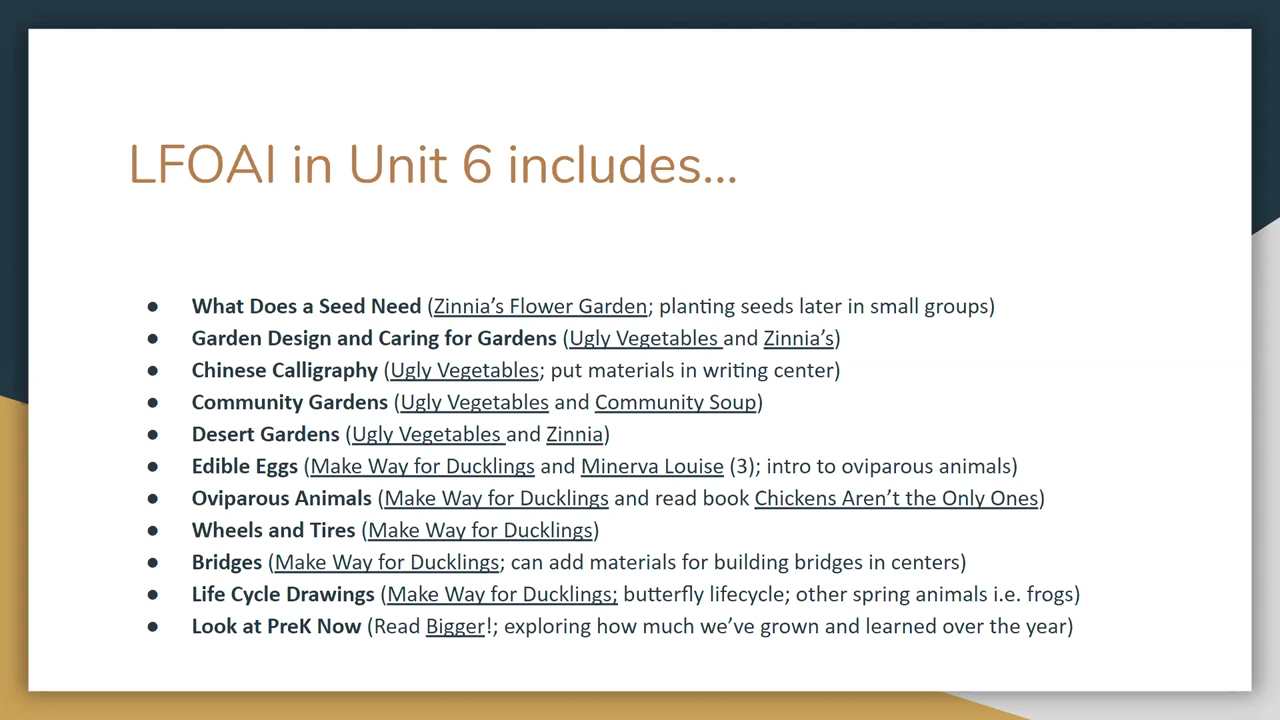 LFOAI in Unit 6 includes...
● What Does a Seed Need (Zinnia's Flower Garden; planting seeds later in small groups)
● Garden Design and Caring for Gardens (Ugly Vegetables and Zinnia's)
● Chinese Calligraphy (Ugly Vegetables; put materials in writing center)
● Community Gardens (Ugly Vegetables and Community Soup)
● Desert Gardens (Ugly Vegetables and Zinnia)
● Edible Eggs (Make Way for Ducklings and Minerva Louise (3); intro to oviparous animals)
● Oviparous Animals (Make Way for Ducklings and read book Chickens Aren't the Only Ones)
● Wheels and Tires (Make Way for Ducklings)
● Bridges (Make Way for Ducklings; can add materials for building bridges in centers)
● Life Cycle Drawings (Make Way for Ducklings; butterfly lifecycle; other spring animals i.e. frogs)
● Look at PreK Now (Read Bigger!; exploring how much we've grown and learned over the year)